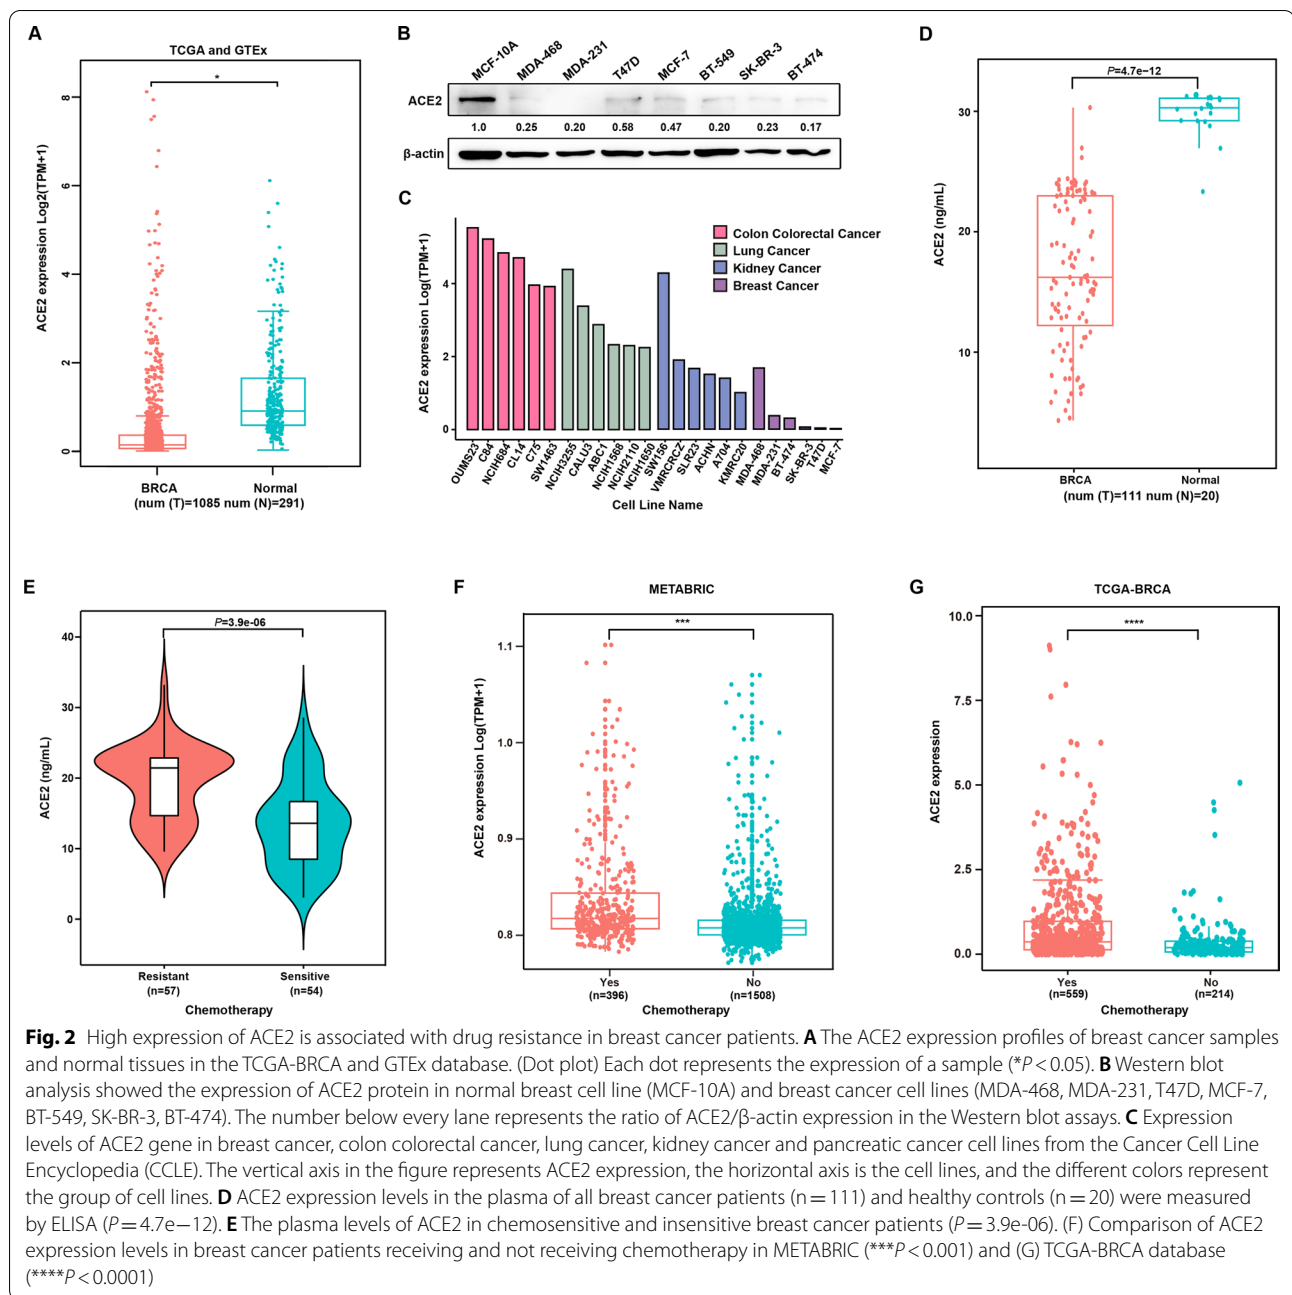 A
TCGA and GTEx
*
ACE2 expression Log2(TPM+1)
8
6
4
2
0
BRCA Normal
(num (T)=1085 num (N)=291)
B
MCF-10A MDA-468 MDA-231 T47D MCF-7 BT-549 SK-BR-3 BT-474
ACE2
1.0 0.25 0.20 0.58 0.47 0.20 0.23 0.17
β-actin
C
ACE2 expression Log(TPM+1)
4
2
0
Colon Colorectal Cancer
Lung Cancer
Kidney Cancer
Breast Cancer
OUMS23 C84 NCIH684 CL14 C75 SW1463 NCIH3255 CALU3 ABC1 NCIH1568 NCIH2110 NCIH1650 SW156 VMRCRCZ SLR23 ACHN A704 KMRC20 MDA-468 MDA-231 BT-474 SK-BR-3 T47D MCF-7
Cell Line Name
D
P=4.7e−12
ACE2 (ng/mL)
30
20
10
BRCA Normal
(num (T)=111 num (N)=20)
E
P=3.9e-06
ACE2 (ng/mL)
40
30
20
10
0
Resistant Sensitive
(n=57) (n=54)
Chemotherapy
F
METABRIC
***
ACE2 expression Log(TPM+1)
1.1
1.0
0.9
0.8
Yes No
(n=396) (n=1508)
Chemotherapy
G
TCGA-BRCA
****
ACE2 expression
10.0
7.5
5.0
2.5
0.0
Yes No
(n=559) (n=214)
Chemotherapy
Fig. 2 High expression of ACE2 is associated with drug resistance in breast cancer patients. A The ACE2 expression profiles of breast cancer samples
and normal tissues in the TCGA-BRCA and GTEx database. (Dot plot) Each dot represents the expression of a sample (*P < 0.05). B Western blot
analysis showed the expression of ACE2 protein in normal breast cell line (MCF-10A) and breast cancer cell lines (MDA-468, MDA-231, T47D, MCF-7,
BT-549, SK-BR-3, BT-474). The number below every lane represents the ratio of ACE2/β-actin expression in the Western blot assays. C Expression
levels of ACE2 gene in breast cancer, colon colorectal cancer, lung cancer, kidney cancer and pancreatic cancer cell lines from the Cancer Cell Line
Encyclopedia (CCLE). The vertical axis in the figure represents ACE2 expression, the horizontal axis is the cell lines, and the different colors represent
the group of cell lines. D ACE2 expression levels in the plasma of all breast cancer patients (n = 111) and healthy controls (n = 20) were measured
by ELISA (P = 4.7e−12). E The plasma levels of ACE2 in chemosensitive and insensitive breast cancer patients (P = 3.9e-06). (F) Comparison of ACE2
expression levels in breast cancer patients receiving and not receiving chemotherapy in METABRIC (***P < 0.001) and (G) TCGA-BRCA database
(****P < 0.0001)